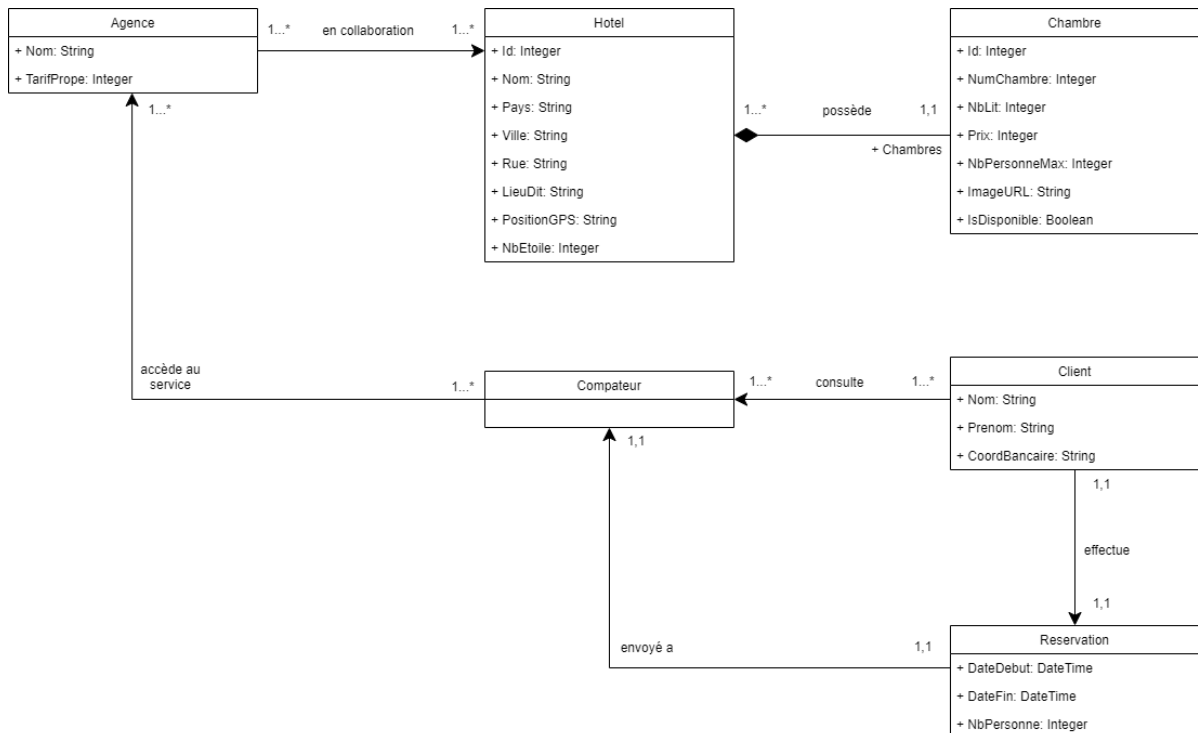 Agence
+ Nom: String
+ TarifPrope: Integer
1...*
en collaboration
1...*
Hotel
+ Id: Integer
+ Nom: String
+ Pays: String
+ Ville: String
+ Rue: String
+ LieuDit: String
+ PositionGPS: String
+ NbEtoile: Integer
1...*
possède
1,1
+ Chambres
Chambre
+ Id: Integer
+ NumChambre: Integer
+ NbLit: Integer
+ Prix: Integer
+ NbPersonneMax: Integer
+ ImageURL: String
+ IsDisponible: Boolean
1...*
accède au
service
1...*
Compateur
1...*
consulte
1...*
Client
+ Nom: String
+ Prenom: String
+ CoordBancaire: String
1,1
1,1
effectue
1,1
envoyé a
1,1
Reservation
+ DateDebut: DateTime
+ DateFin: DateTime
+ NbPersonne: Integer